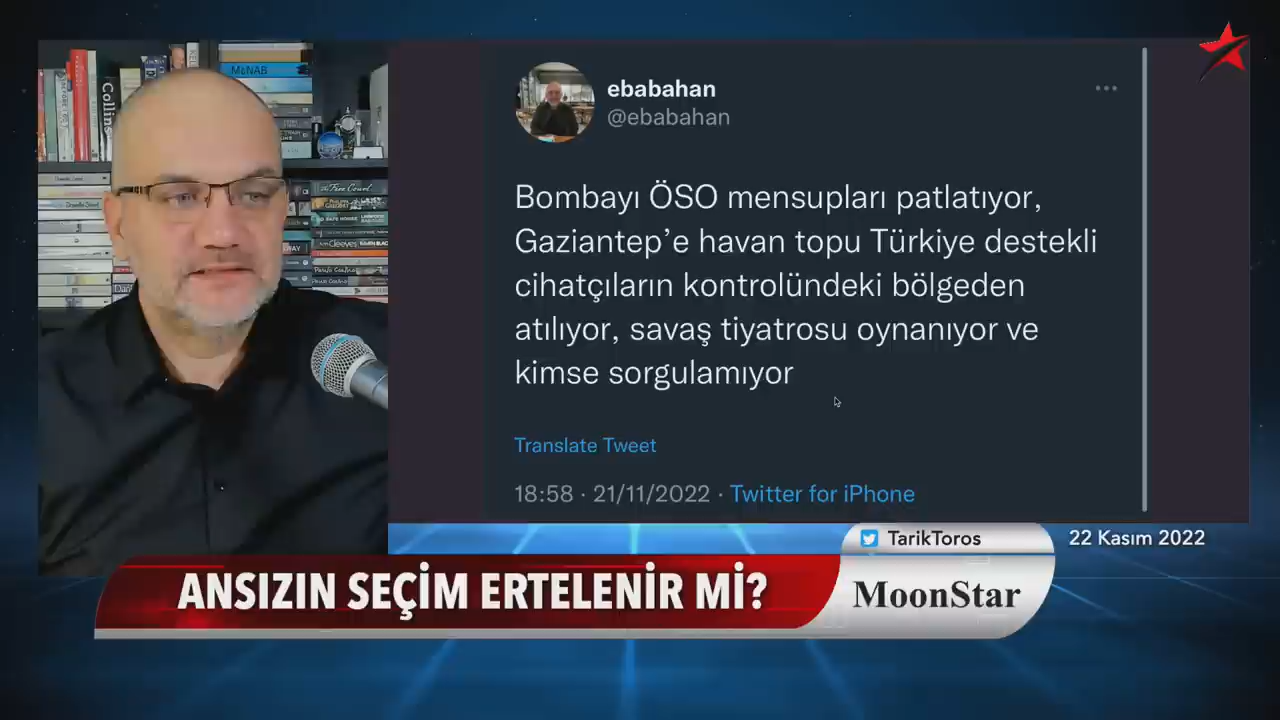 Collins
McNAB
The Firm
ebabahan
@ebabahan
Bombayı ÖSO mensupları patlatıyor,
Gaziantep’e havan topu Türkiye destekli
cihatçıların kontrolündeki bölgeden
atılıyor, savaş tiyatrosu oynanıyor ve
kimse sorgulamıyor
Translate Tweet
18:58 · 21/11/2022 · Twitter for iPhone
TarikToros
22 Kasım 2022
ANSIZIN SEÇİM ERTELENİR Mİ?
MoonStar